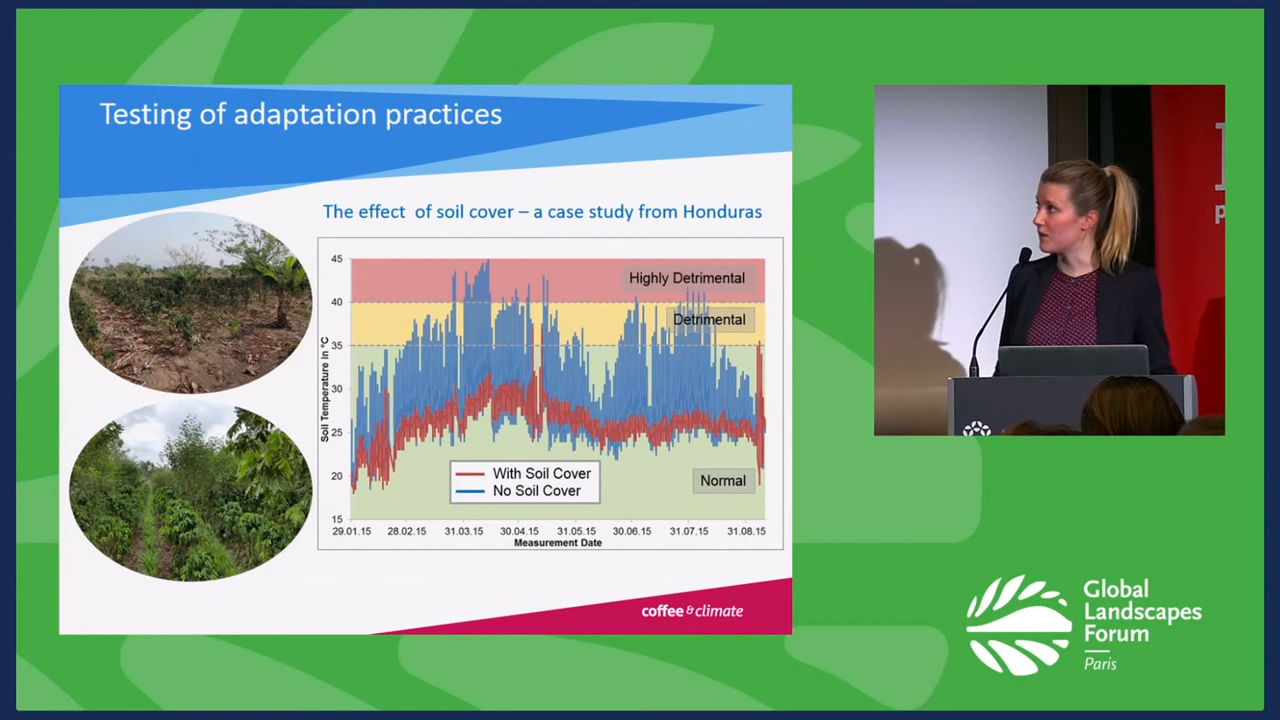 Testing of adaptation practices
The effect of soil cover – a case study from Honduras
Highly Detrimental
Detrimental
Normal
45
40
35
30
25
20
15
Soil Temperature in °C
With Soil Cover
No Soil Cover
29.01.15 28.02.15 31.03.15 30.04.15 31.05.15 30.06.15 31.07.15 31.08.15
Measurement Date
coffee & climate
Global
Landscapes
Forum
Paris